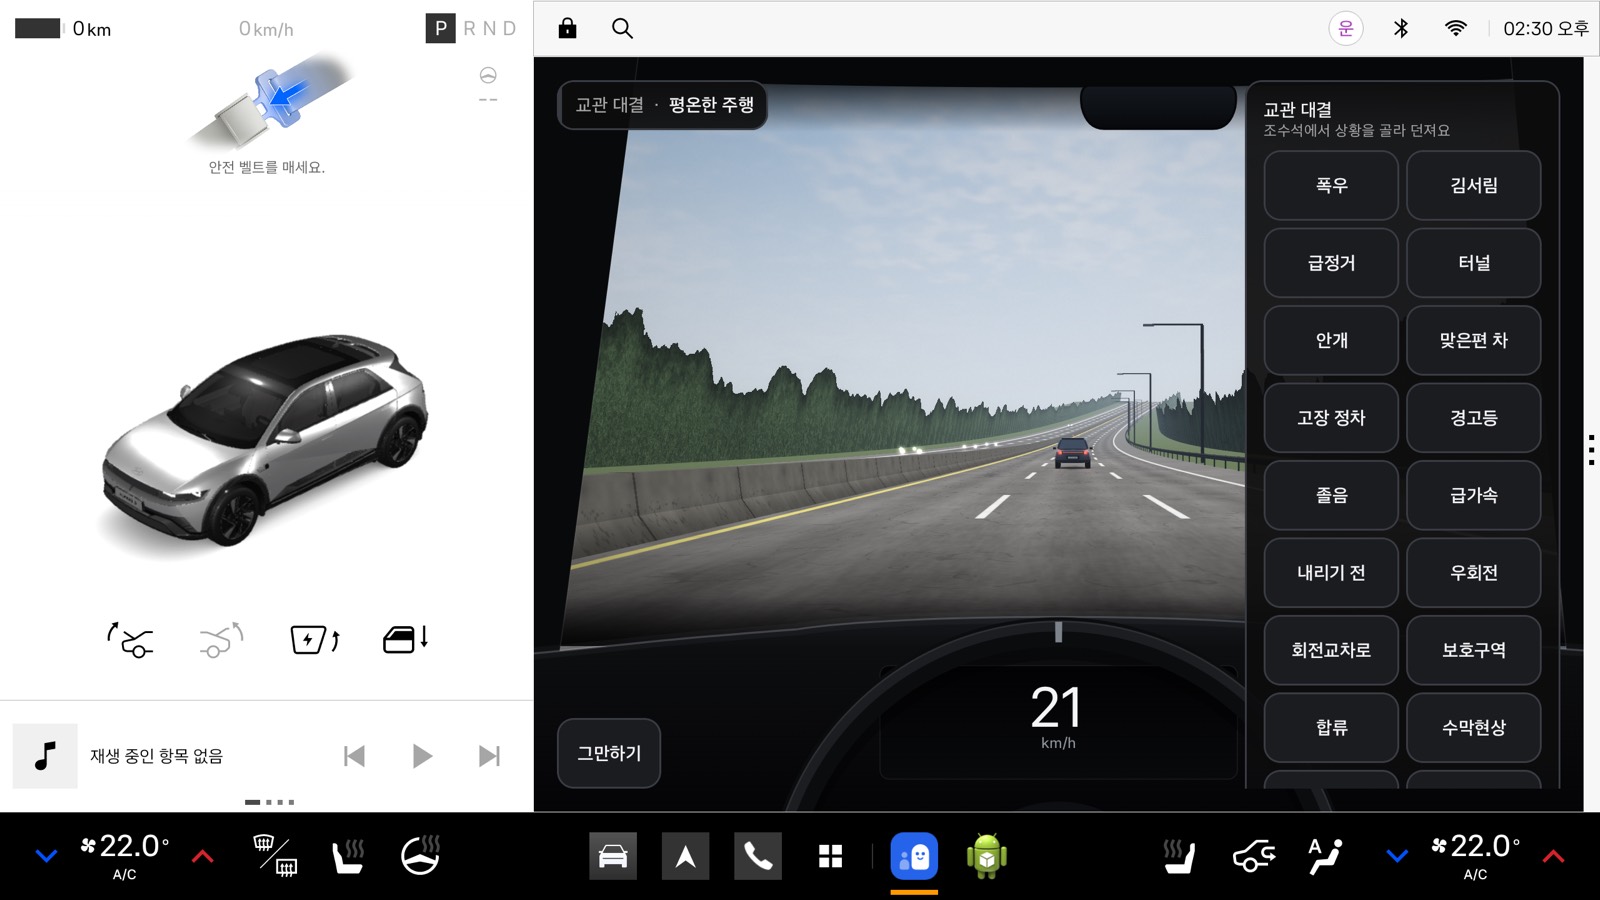 0km
0km/h
P R N D
--
안전 벨트를 매세요.
재생 중인 항목 없음
운
02:30 오후
교관 대결 · 평온한 주행
교관 대결
조수석에서 상황을 골라 던져요
폭우
김서림
급정거
터널
안개
맞은편 차
고장 정차
경고등
졸음
급가속
내리기 전
우회전
회전교차로
보호구역
합류
수막현상
21
km/h
그만하기
22.0°
A/C
A
22.0°
A/C